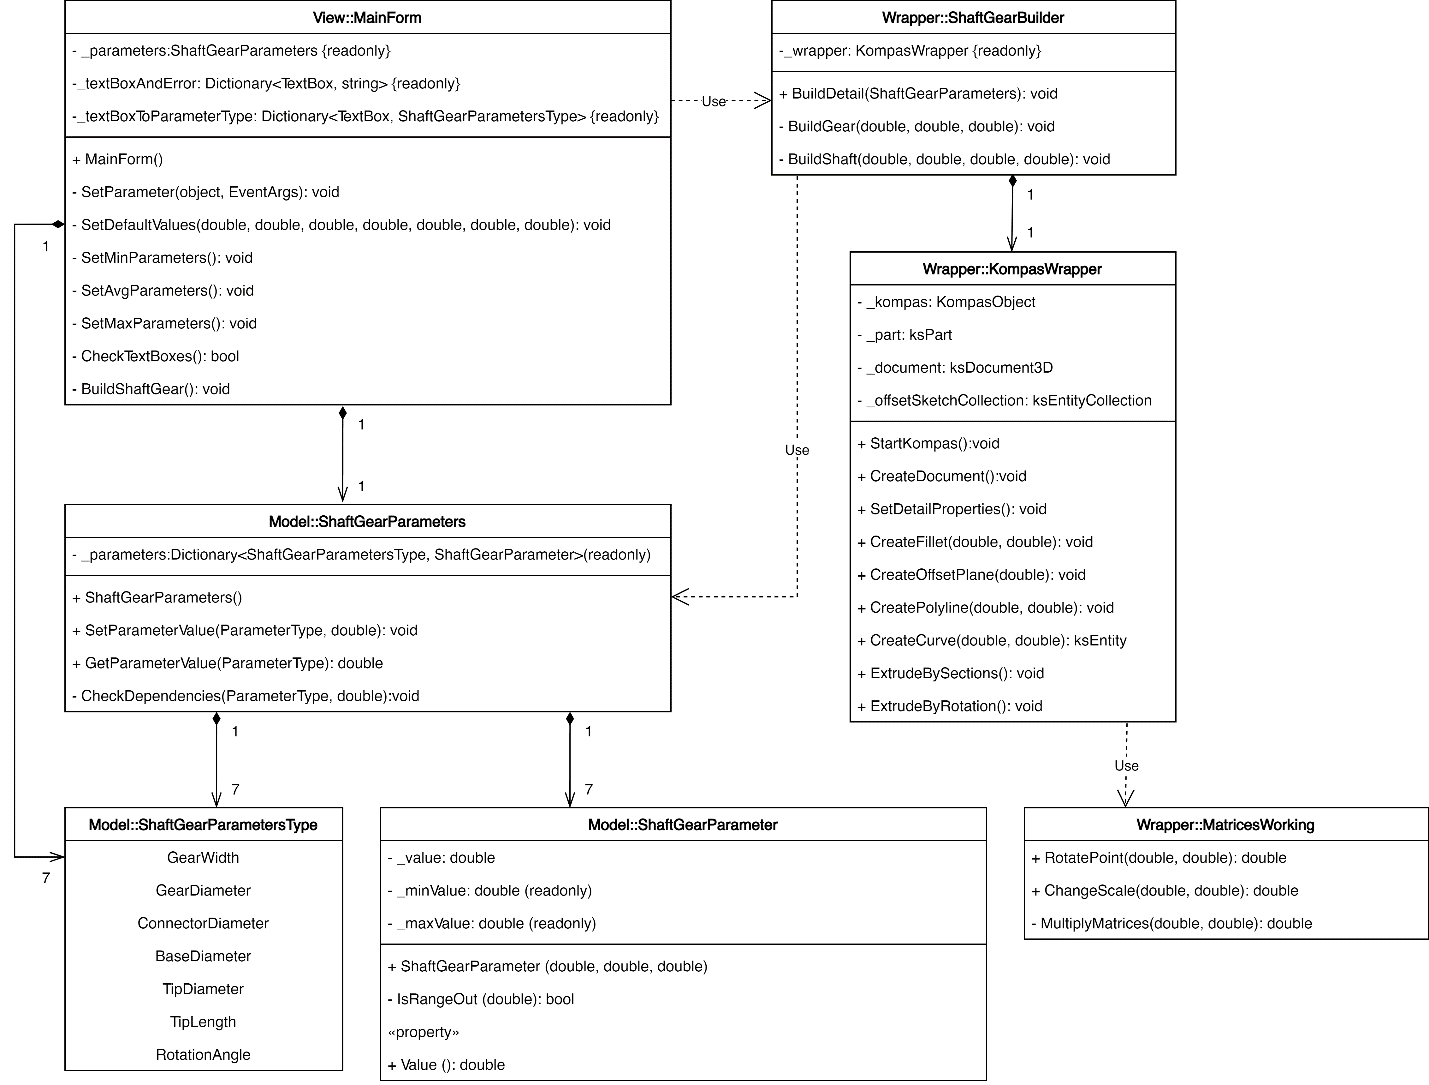 View::MainForm
- _parameters:ShaftGearParameters {readonly}
-_textBoxAndError: Dictionary<TextBox, string> {readonly}
-_textBoxToParameterType: Dictionary<TextBox, ShaftGearParametersType> {readonly}
+ MainForm()
- SetParameter(object, EventArgs): void
- SetDefaultValues(double, double, double, double, double, double, double): void
- SetMinParameters(): void
- SetAvgParameters(): void
- SetMaxParameters(): void
- CheckTextBoxes(): bool
- BuildShaftGear(): void
1
7
1
1
Use
Wrapper::ShaftGearBuilder
-_wrapper: KompasWrapper {readonly}
+ BuildDetail(ShaftGearParameters): void
- BuildGear(double, double, double): void
- BuildShaft(double, double, double, double): void
1
1
Use
Wrapper::KompasWrapper
- _kompas: KompasObject
- _part: ksPart
- _document: ksDocument3D
- _offsetSketchCollection: ksEntityCollection
+ StartKompas():void
+ CreateDocument():void
+ SetDetailProperties(): void
+ CreateFillet(double, double): void
+ CreateOffsetPlane(double): void
+ CreatePolyline(double, double): void
+ CreateCurve(double, double): ksEntity
+ ExtrudeBySections(): void
+ ExtrudeByRotation(): void
Use
Model::ShaftGearParameters
- _parameters:Dictionary<ShaftGearParametersType, ShaftGearParameter>(readonly)
+ ShaftGearParameters()
+ SetParameterValue(ParameterType, double): void
+ GetParameterValue(ParameterType): double
- CheckDependencies(ParameterType, double):void
1
7
1
7
Model::ShaftGearParametersType
GearWidth
GearDiameter
ConnectorDiameter
BaseDiameter
TipDiameter
TipLength
RotationAngle
Model::ShaftGearParameter
- _value: double
- _minValue: double (readonly)
- _maxValue: double (readonly)
+ ShaftGearParameter (double, double, double)
- IsRangeOut (double): bool
«property»
+ Value (): double
Wrapper::MatricesWorking
+ RotatePoint(double, double): double
+ ChangeScale(double, double): double
- MultiplyMatrices(double, double): double